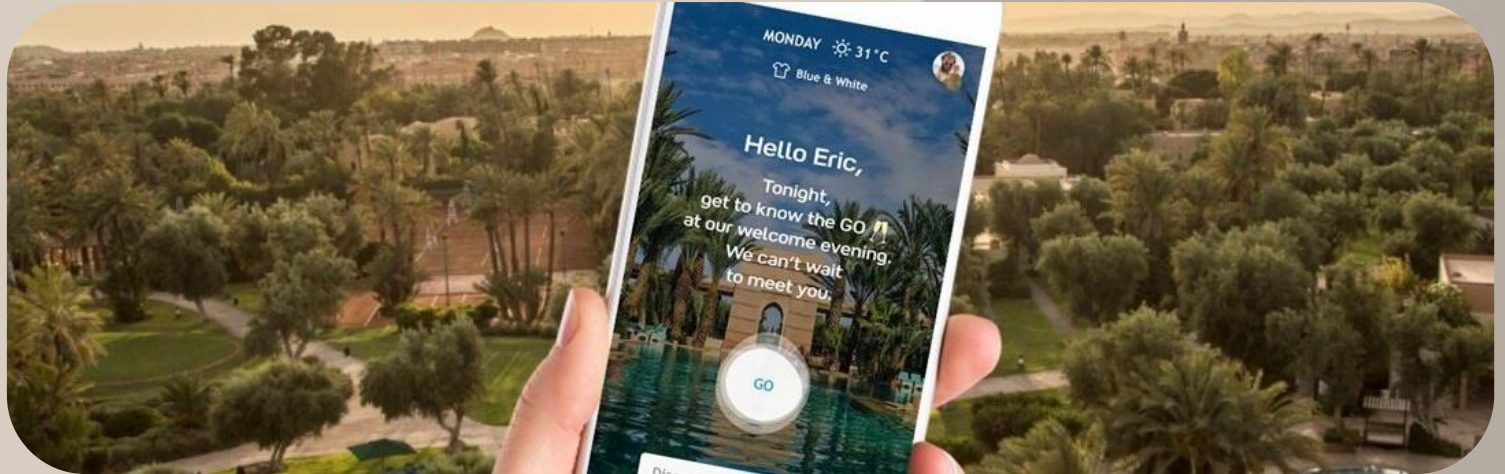 MONDAY 31°C
Blue & White
Hello Eric,
Tonight,
get to know the GO 🥂
at our welcome evening.
We can't wait
to meet you.
GO